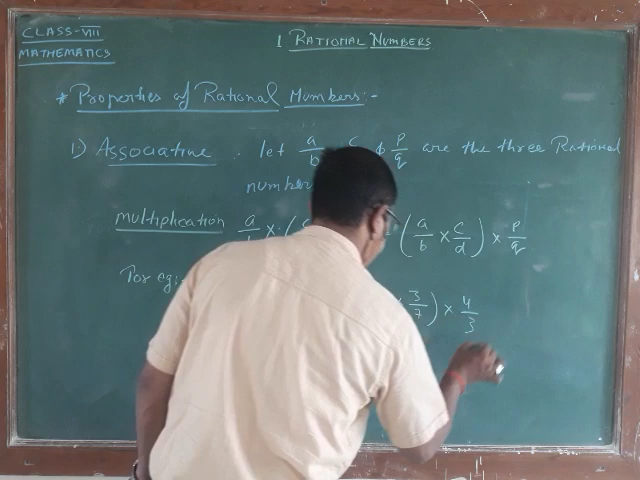 CLASS-VIII
MATHEMATICS
1 RATIONAL NUMBERS
* Properties of Rational Numbers:-
1) Associative . let a/b c & p/q are the three Rational
number
multiplication a/ × ( = (a/b × c/d) × p/q
For eg:
× 3/7) × 4/3